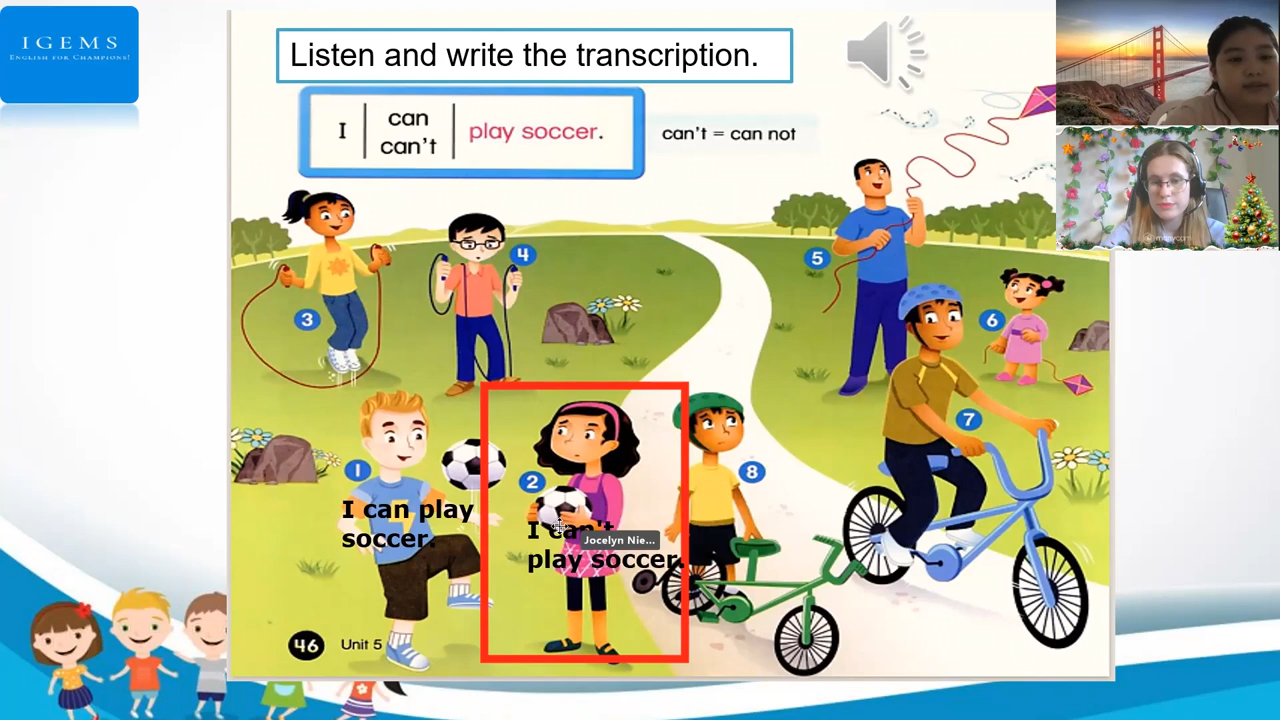 IGEMS
ENGLISH FOR CHAMPIONS!
Listen and write the transcription.
I can can't play soccer.
can't = can not
3
4
5
6
7
1
2
8
I can play
soccer.
I can't
play soccer.
Jocelyn Nie...
46 Unit 5